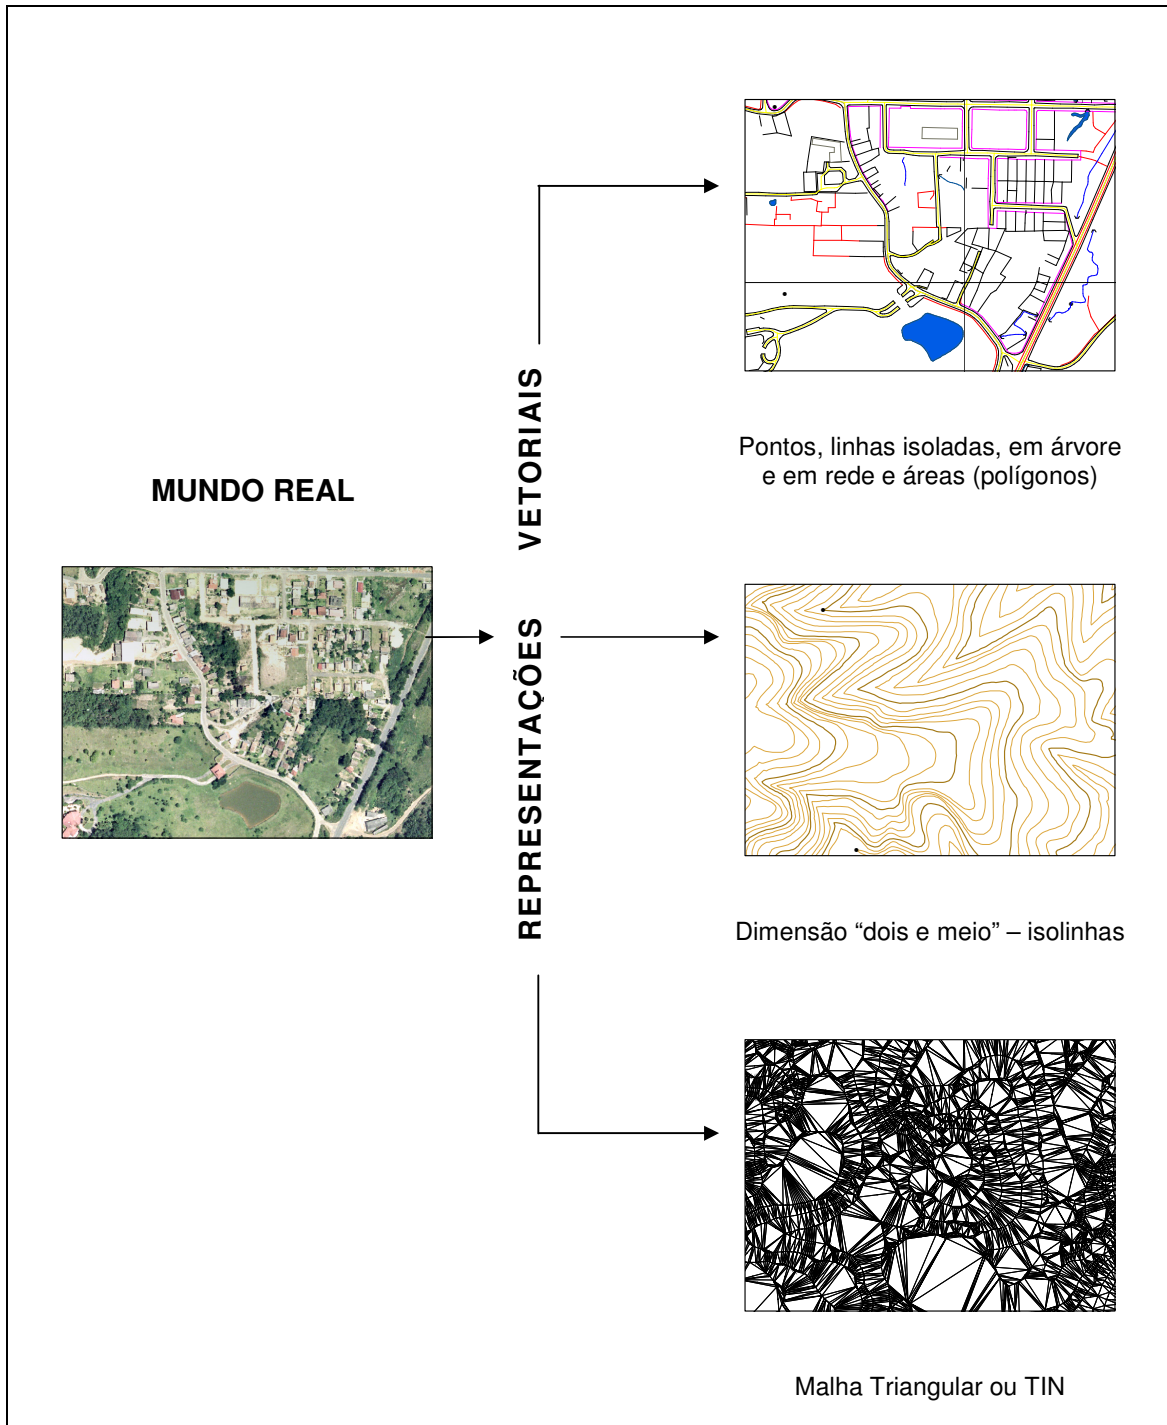 MUNDO REAL
REPRESENTAÇÕES VETORIAIS
Pontos, linhas isoladas, em árvore
e em rede e áreas (polígonos)
Dimensão “dois e meio” – isolinhas
Malha Triangular ou TIN